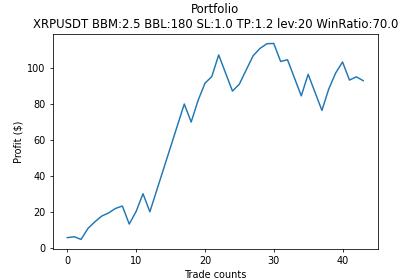 Portfolio
XRPUSDT BBM:2.5 BBL:180 SL:1.0 TP:1.2 lev:20 WinRatio:70.0
Profit ($)
100
80
60
40
20
0
0 10 20 30 40
Trade counts